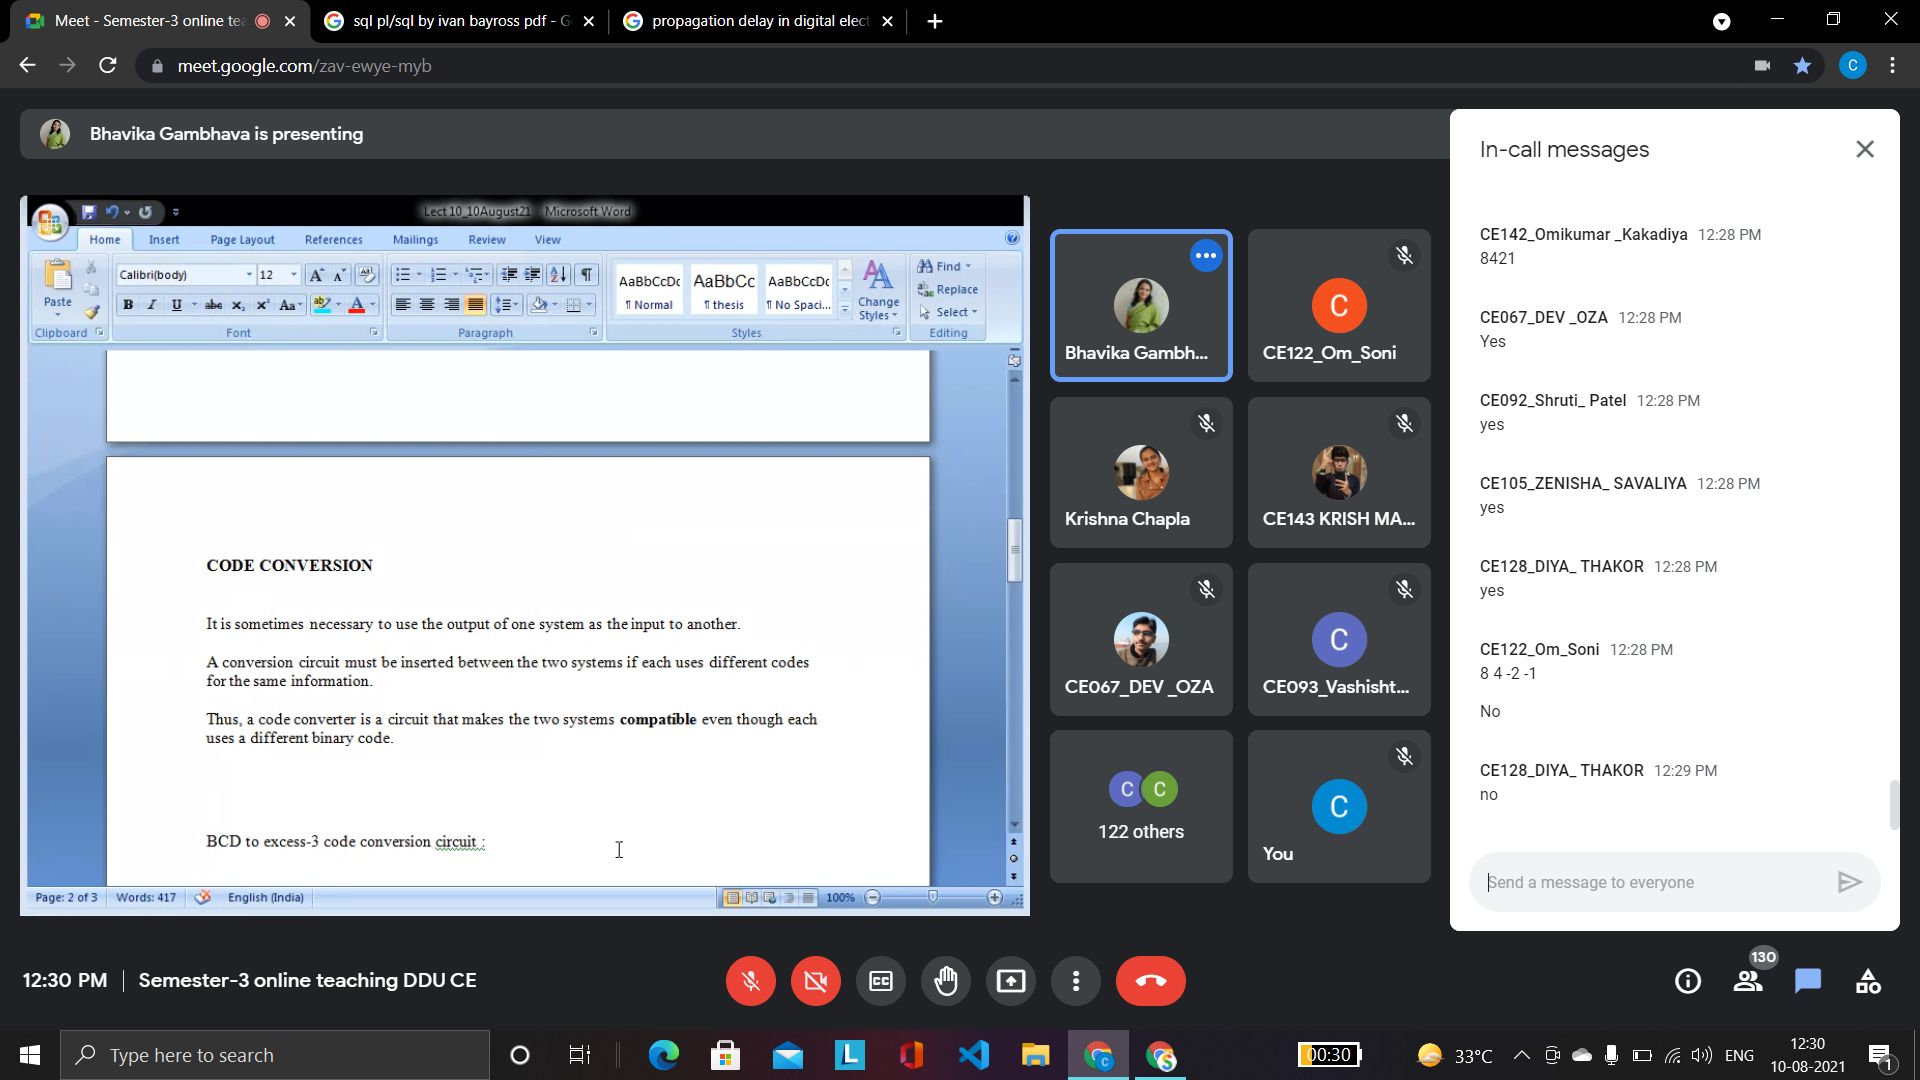 Meet - Semester-3 online tea
sql pl/sql by ivan bayross pdf - G
propagation delay in digital elect
meet.google.com/zav-ewye-myb
C
Bhavika Gambhava is presenting
Lect 10_10August21 - Microsoft Word
Home Insert Page Layout References Mailings Review View
Calibri(body) 12
Paste
Clipboard Font Paragraph Styles Editing
AaBbCcDc AaBbCc AaBbCcDc
¶ Normal ¶ thesis ¶ No Spaci...
Change Styles
Find
Replace
Select
CODE CONVERSION
It is sometimes necessary to use the output of one system as the input to another.
A conversion circuit must be inserted between the two systems if each uses different codes
for the same information.
Thus, a code converter is a circuit that makes the two systems compatible even though each
uses a different binary code.
BCD to excess-3 code conversion circuit :
Page: 2 of 3 Words: 417 English (India) 100%
Bhavika Gambh...
C
CE122_Om_Soni
Krishna Chapla
CE143 KRISH MA...
CE067_DEV _OZA
C
CE093_Vashisht...
C C
122 others
C
You
In-call messages
CE142_Omikumar _Kakadiya 12:28 PM
8421
CE067_DEV _OZA 12:28 PM
Yes
CE092_Shruti_ Patel 12:28 PM
yes
CE105_ZENISHA_ SAVALIYA 12:28 PM
yes
CE128_DIYA_ THAKOR 12:28 PM
yes
CE122_Om_Soni 12:28 PM
8 4 -2 -1
No
CE128_DIYA_ THAKOR 12:29 PM
no
Send a message to everyone
12:30 PM | Semester-3 online teaching DDU CE
130
Type here to search
00:30
33°C
ENG
12:30
10-08-2021
1